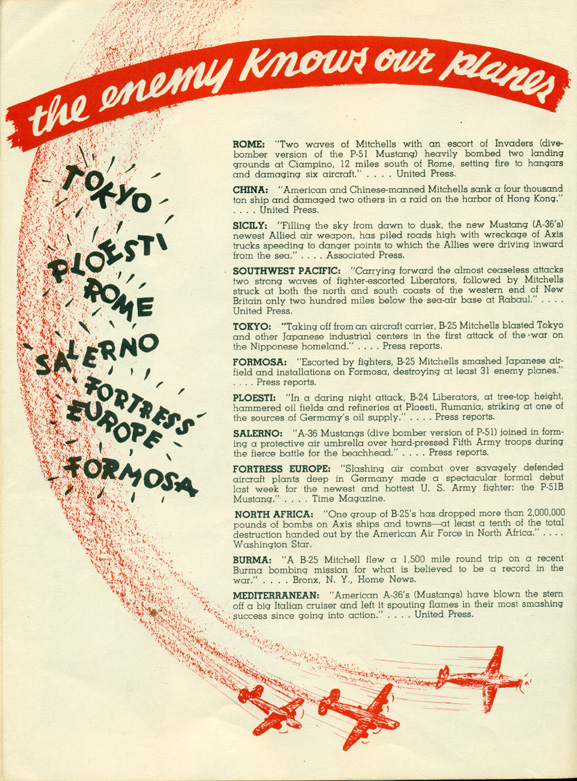 the enemy knows our planes
TOKYO
PLOESTI
ROME
SALERNO
FORTRESS
EUROPE
FORMOSA
ROME: "Two waves of Mitchells with an escort of Invaders (dive-
bomber version of the P-51 Mustang) heavily bombed two landing
grounds at Ciampino, 12 miles south of Rome, setting fire to hangars
and damaging six aircraft." . . . . United Press.
CHINA: "American and Chinese-manned Mitchells sank a four thousand
ton ship and damaged two others in a raid on the harbor of Hong Kong."
. . . . United Press.
SICILY: "Filling the sky from dawn to dusk, the new Mustang (A-36's)
newest Allied air weapon, has piled roads high with wreckage of Axis
trucks speeding to danger points to which the Allies were driving inward
from the sea." . . . . Associated Press.
SOUTHWEST PACIFIC: "Carrying forward the almost ceaseless attacks
two strong waves of fighter-escorted Liberators, followed by Mitchells
struck at both the north and south coasts of the western end of New
Britain only two hundred miles below the sea-air base at Rabaul." . . . .
United Press.
TOKYO: "Taking off from an aircraft carrier, B-25 Mitchells blasted Tokyo
and other Japanese industrial centers in the first attack of the war on
the Nipponese homeland." . . . . Press reports.
FORMOSA: "Escorted by fighters, B-25 Mitchells smashed Japanese air-
field and installations on Formosa, destroying at least 31 enemy planes."
. . . . Press reports.
PLOESTI: "In a daring night attack, B-24 Liberators, at tree-top height,
hammered oil fields and refineries at Ploesti, Rumania, striking at one of
the sources of Germany's oil supply." . . . . Press reports.
SALERNO: "A-36 Mustangs (dive bomber version of P-51) joined in form-
ing a protective air umbrella over hard-pressed Fifth Army troops during
the fierce battle for the beachhead." . . . . Press reports.
FORTRESS EUROPE: "Slashing air combat over savagely defended
aircraft plants deep in Germany made a spectacular formal debut
last week for the newest and hottest U. S. Army fighter: the P-51B
Mustang." . . . . Time Magazine.
NORTH AFRICA: "One group of B-25's has dropped more than 2,000,000
pounds of bombs on Axis ships and towns—at least a tenth of the total
destruction handed out by the American Air Force in North Africa." . . . .
Washington Star.
BURMA: "A B-25 Mitchell flew a 1,500 mile round trip on a recent
Burma bombing mission for what is believed to be a record in the
war." . . . . Bronx, N. Y., Home News.
MEDITERRANEAN: "American A-36's (Mustangs) have blown the stern
off a big Italian cruiser and left it spouting flames in their most smashing
success since going into action." . . . . United Press.